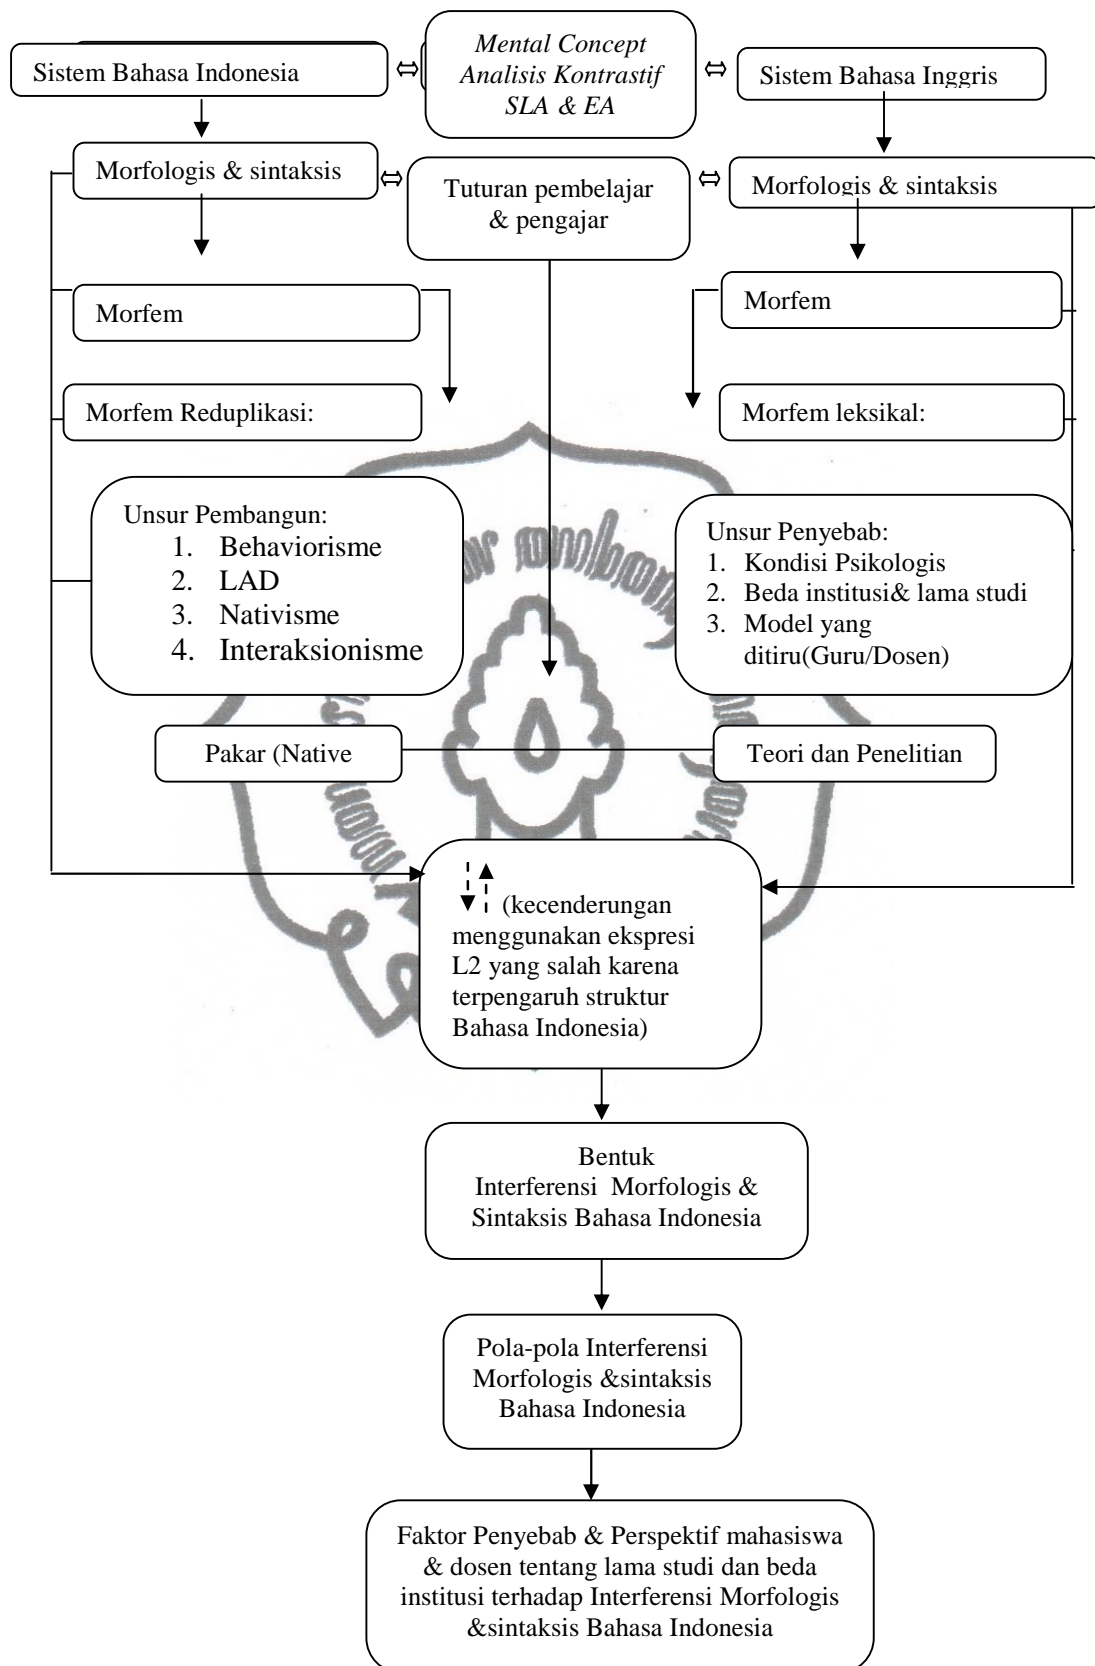 Mental Concept
Analisis Kontrastif
SLA & EA
Sistem Bahasa Indonesia
Sistem Bahasa Inggris
Morfologis & sintaksis
Tuturan pembelajar
& pengajar
Morfologis & sintaksis
Morfem
Morfem
Morfem Reduplikasi:
Morfem leksikal:
Unsur Pembangun:
1. Behaviorisme
2. LAD
3. Nativisme
4. Interaksionisme
Unsur Penyebab:
1. Kondisi Psikologis
2. Beda institusi& lama studi
3. Model yang
ditiru(Guru/Dosen)
Pakar (Native
Teori dan Penelitian
(kecenderungan
menggunakan ekspresi
L2 yang salah karena
terpengaruh struktur
Bahasa Indonesia)
Bentuk
Interferensi Morfologis &
Sintaksis Bahasa Indonesia
Pola-pola Interferensi
Morfologis &sintaksis
Bahasa Indonesia
Faktor Penyebab & Perspektif mahasiswa
& dosen tentang lama studi dan beda
institusi terhadap Interferensi Morfologis
&sintaksis Bahasa Indonesia